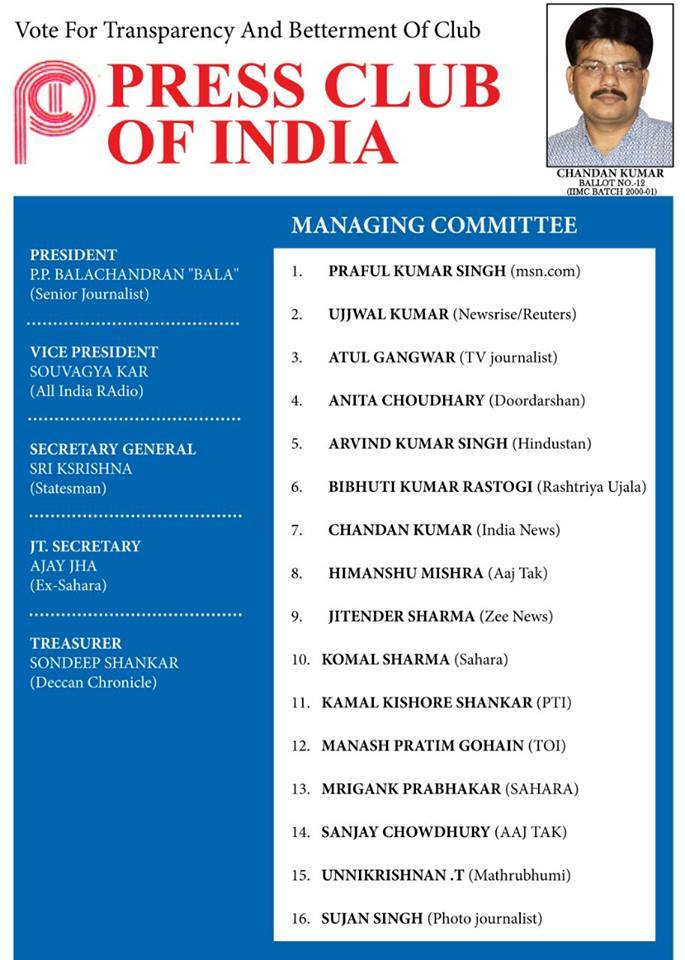 Vote For Transparency And Betterment Of Club
PCI
PRESS CLUB
OF INDIA
CHANDAN KUMAR
BALLOT NO.-12
(IIMC BATCH 2000-01)
PRESIDENT
P.P. BALACHANDRAN "BALA"
(Senior Journalist)
VICE PRESIDENT
SOUVAGYA KAR
(All India RAdio)
SECRETARY GENERAL
SRI KSRISHNA
(Statesman)
JT. SECRETARY
AJAY JHA
(Ex-Sahara)
TREASURER
SONDEEP SHANKAR
(Deccan Chronicle)
MANAGING COMMITTEE
1. PRAFUL KUMAR SINGH (msn.com)
2. UJJWAL KUMAR (Newsrise/Reuters)
3. ATUL GANGWAR (TV journalist)
4. ANITA CHOUDHARY (Doordarshan)
5. ARVIND KUMAR SINGH (Hindustan)
6. BIBHUTI KUMAR RASTOGI (Rashtriya Ujala)
7. CHANDAN KUMAR (India News)
8. HIMANSHU MISHRA (Aaj Tak)
9. JITENDER SHARMA (Zee News)
10. KOMAL SHARMA (Sahara)
11. KAMAL KISHORE SHANKAR (PTI)
12. MANASH PRATIM GOHAIN (TOI)
13. MRIGANK PRABHAKAR (SAHARA)
14. SANJAY CHOWDHURY (AAJ TAK)
15. UNNIKRISHNAN .T (Mathrubhumi)
16. SUJAN SINGH (Photo journalist)